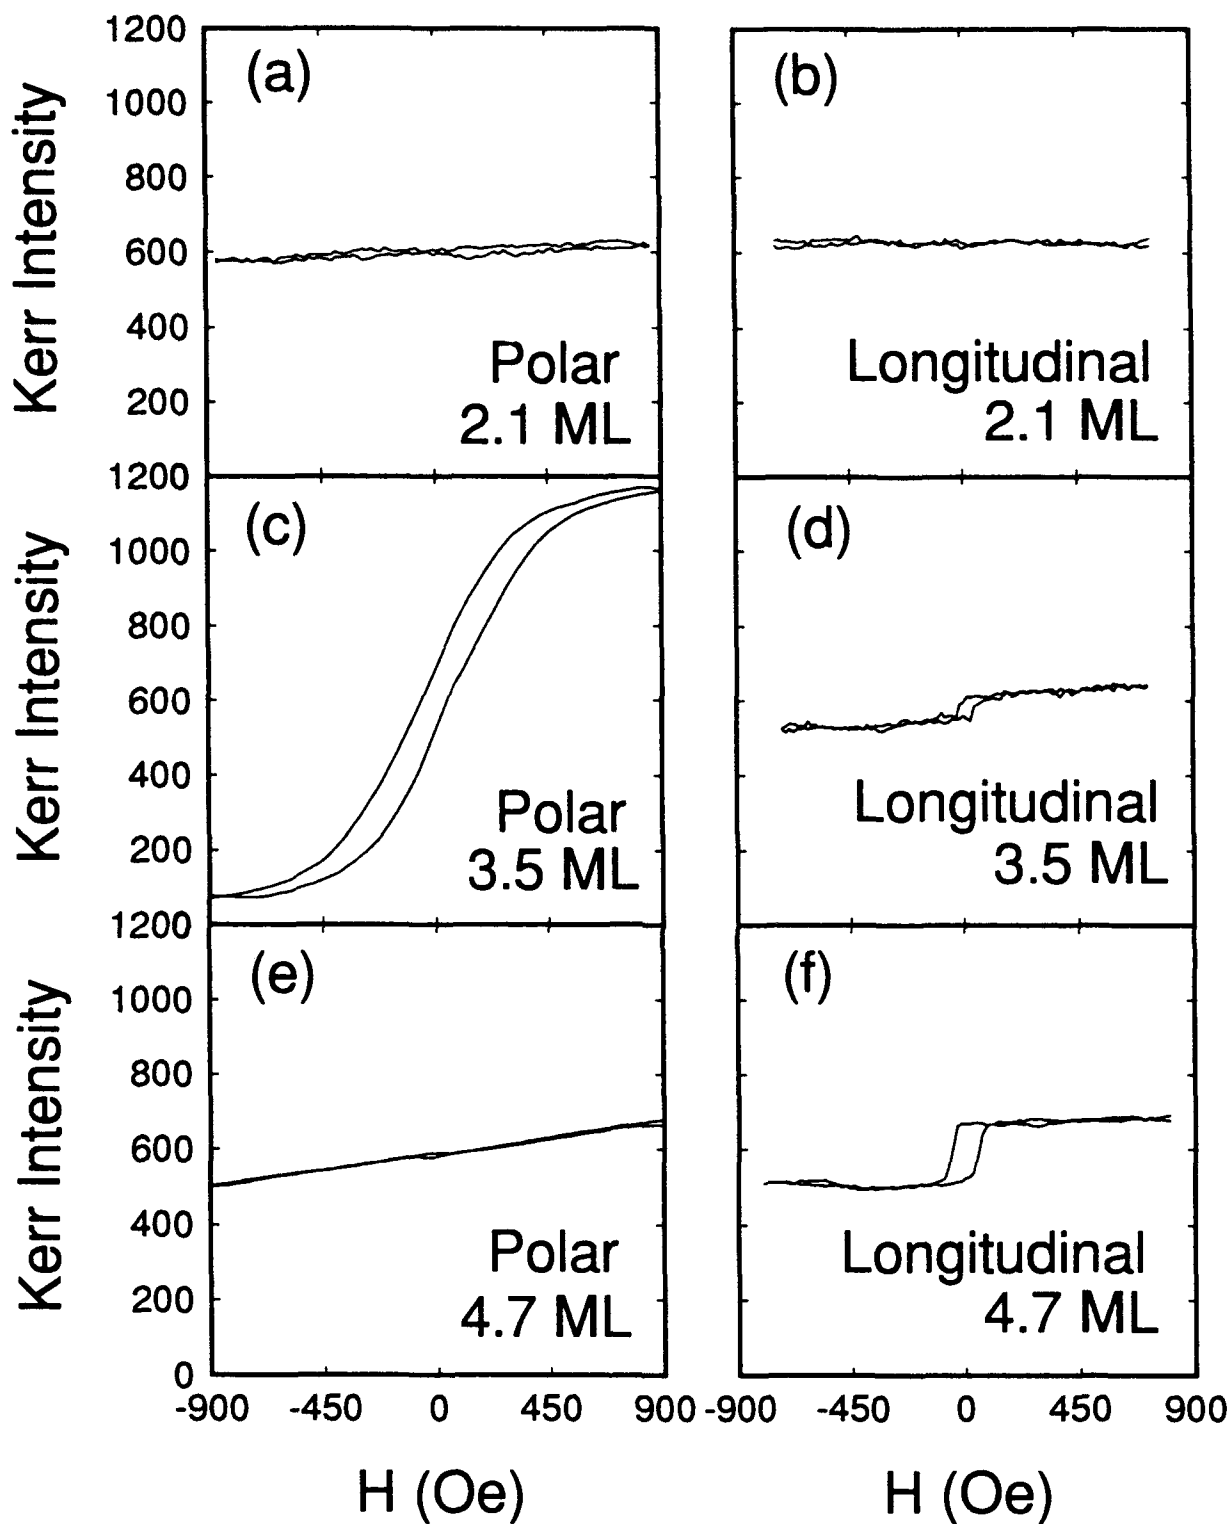 1200
1000
800
600
400
200
Kerr Intensity
(a)
Polar
2.1 ML
(b)
Longitudinal
2.1 ML
1200
1000
800
600
400
200
Kerr Intensity
(c)
Polar
3.5 ML
(d)
Longitudinal
3.5 ML
1200
1000
800
600
400
200
0
Kerr Intensity
(e)
Polar
4.7 ML
(f)
Longitudinal
4.7 ML
-900 -450 0 450 900 -900 -450 0 450 900
H (Oe) H (Oe)